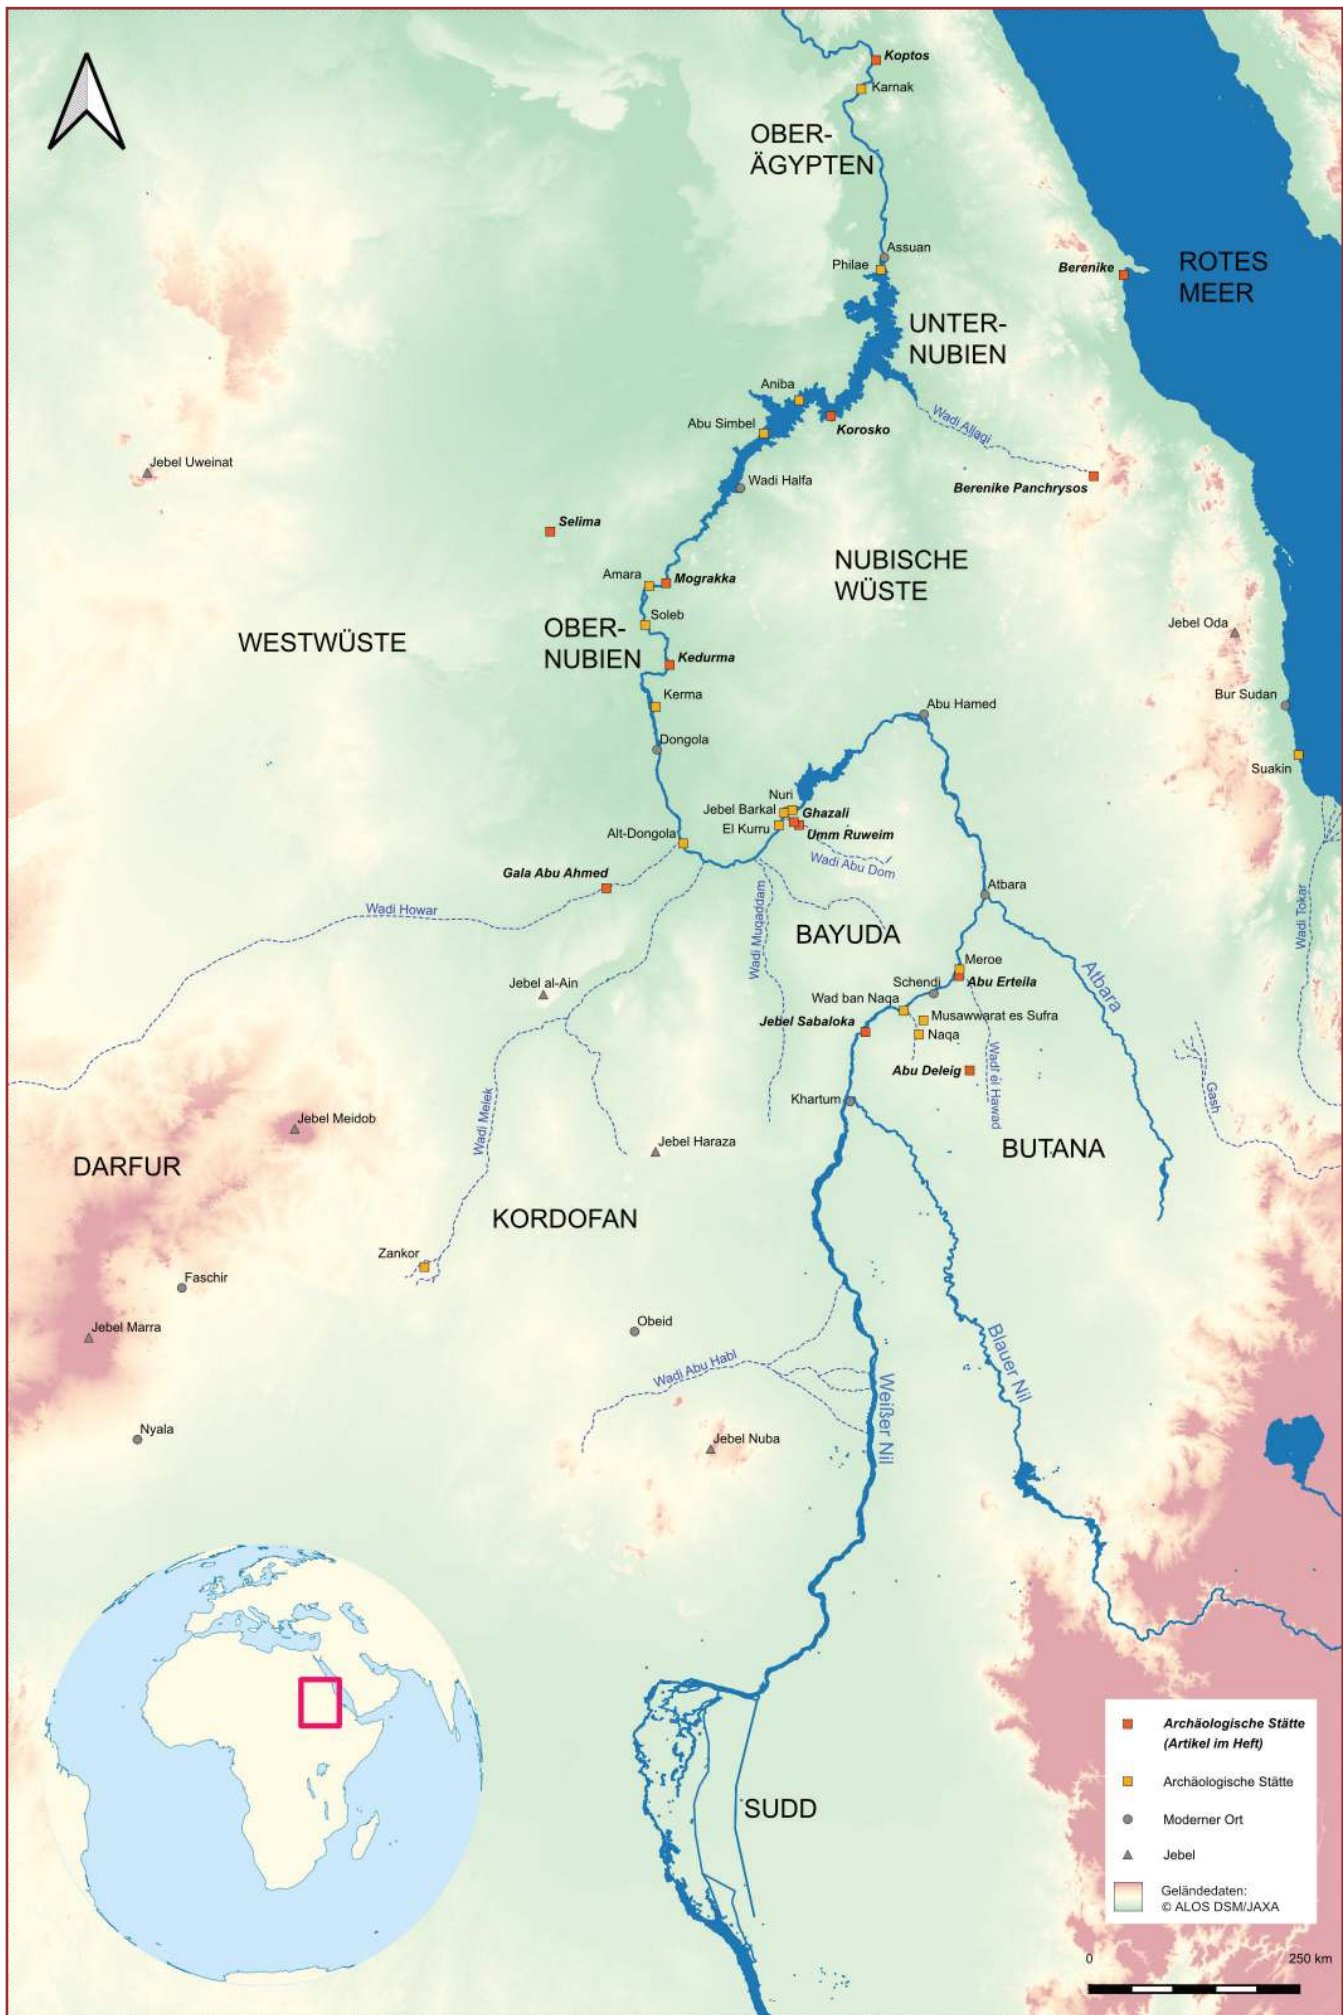 Koptos
Karnak
OBER-
ÄGYPTEN
Assuan
Philae
Berenike
ROTES
MEER
UNTER-
NUBIEN
Aniba
Wadi Allaqi
Abu Simbel
Korosko
Jebel Uweinat
Wadi Halfa
Berenike Panchrysos
Selima
NUBISCHE
WÜSTE
Amara
Mograkka
Soleb
Jebel Oda
WESTWÜSTE
OBER-
NUBIEN
Kedurma
Kerma
Bur Sudan
Abu Hamed
Dongola
Suakin
Nuri
Jebel Barkal
Ghazali
El Kurru
Umm Ruweim
Alt-Dongola
Wadi Abu Dom
Gala Abu Ahmed
Atbara
Wadi Howar
Wadi Muqaddam
Wadi Tokar
BAYUDA
Meroe
Atbara
Jebel al-Ain
Schendi
Abu Erteila
Wad ban Naqa
Jebel Sabaloka
Musawwarat es Sufra
Naqa
Abu Deleig
Wadi el Hawad
Gash
Khartum
Jebel Meidob
Wadi Melek
Jebel Haraza
BUTANA
DARFUR
KORDOFAN
Zankor
Faschir
Jebel Marra
Obeid
Blauer Nil
Wadi Abu Habl
Weißer Nil
Nyala
Jebel Nuba
SUDD
Archäologische Stätte
(Artikel im Heft)
Archäologische Stätte
Moderner Ort
Jebel
Geländedaten:
© ALOS DSM/JAXA
0 250 km